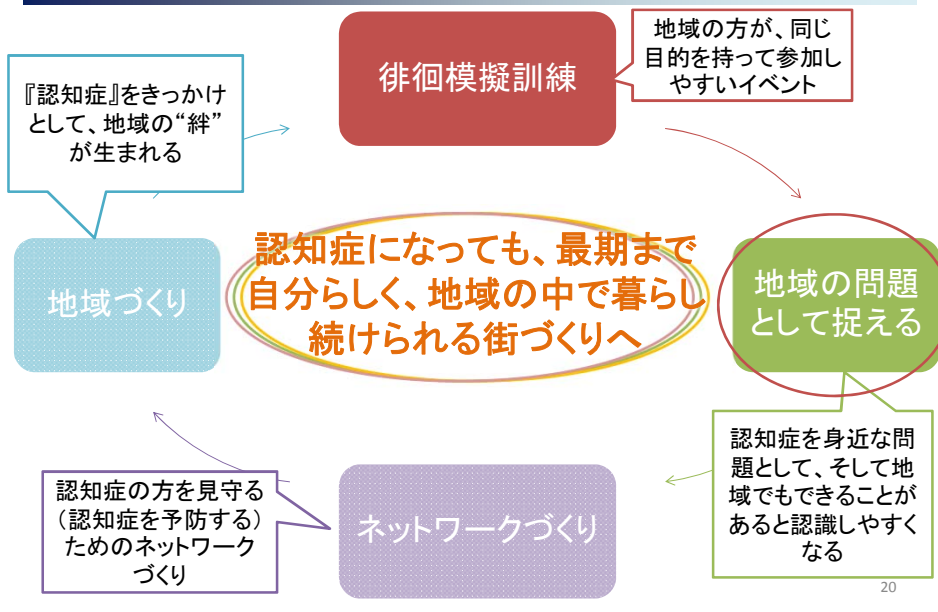 徘徊模擬訓練
地域の方が、同じ
目的を持って参加し
やすいイベント
『認知症』をきっかけ
として、地域の“絆”
が生まれる
認知症になっても、最期まで
自分らしく、地域の中で暮らし
続けられる街づくりへ
地域づくり
地域の問題
として捉える
認知症を身近な問
題として、そして地
域でもできることが
あると認識しやすく
なる
ネットワークづくり
認知症の方を見守る
（認知症を予防する）
ためのネットワーク
づくり
20